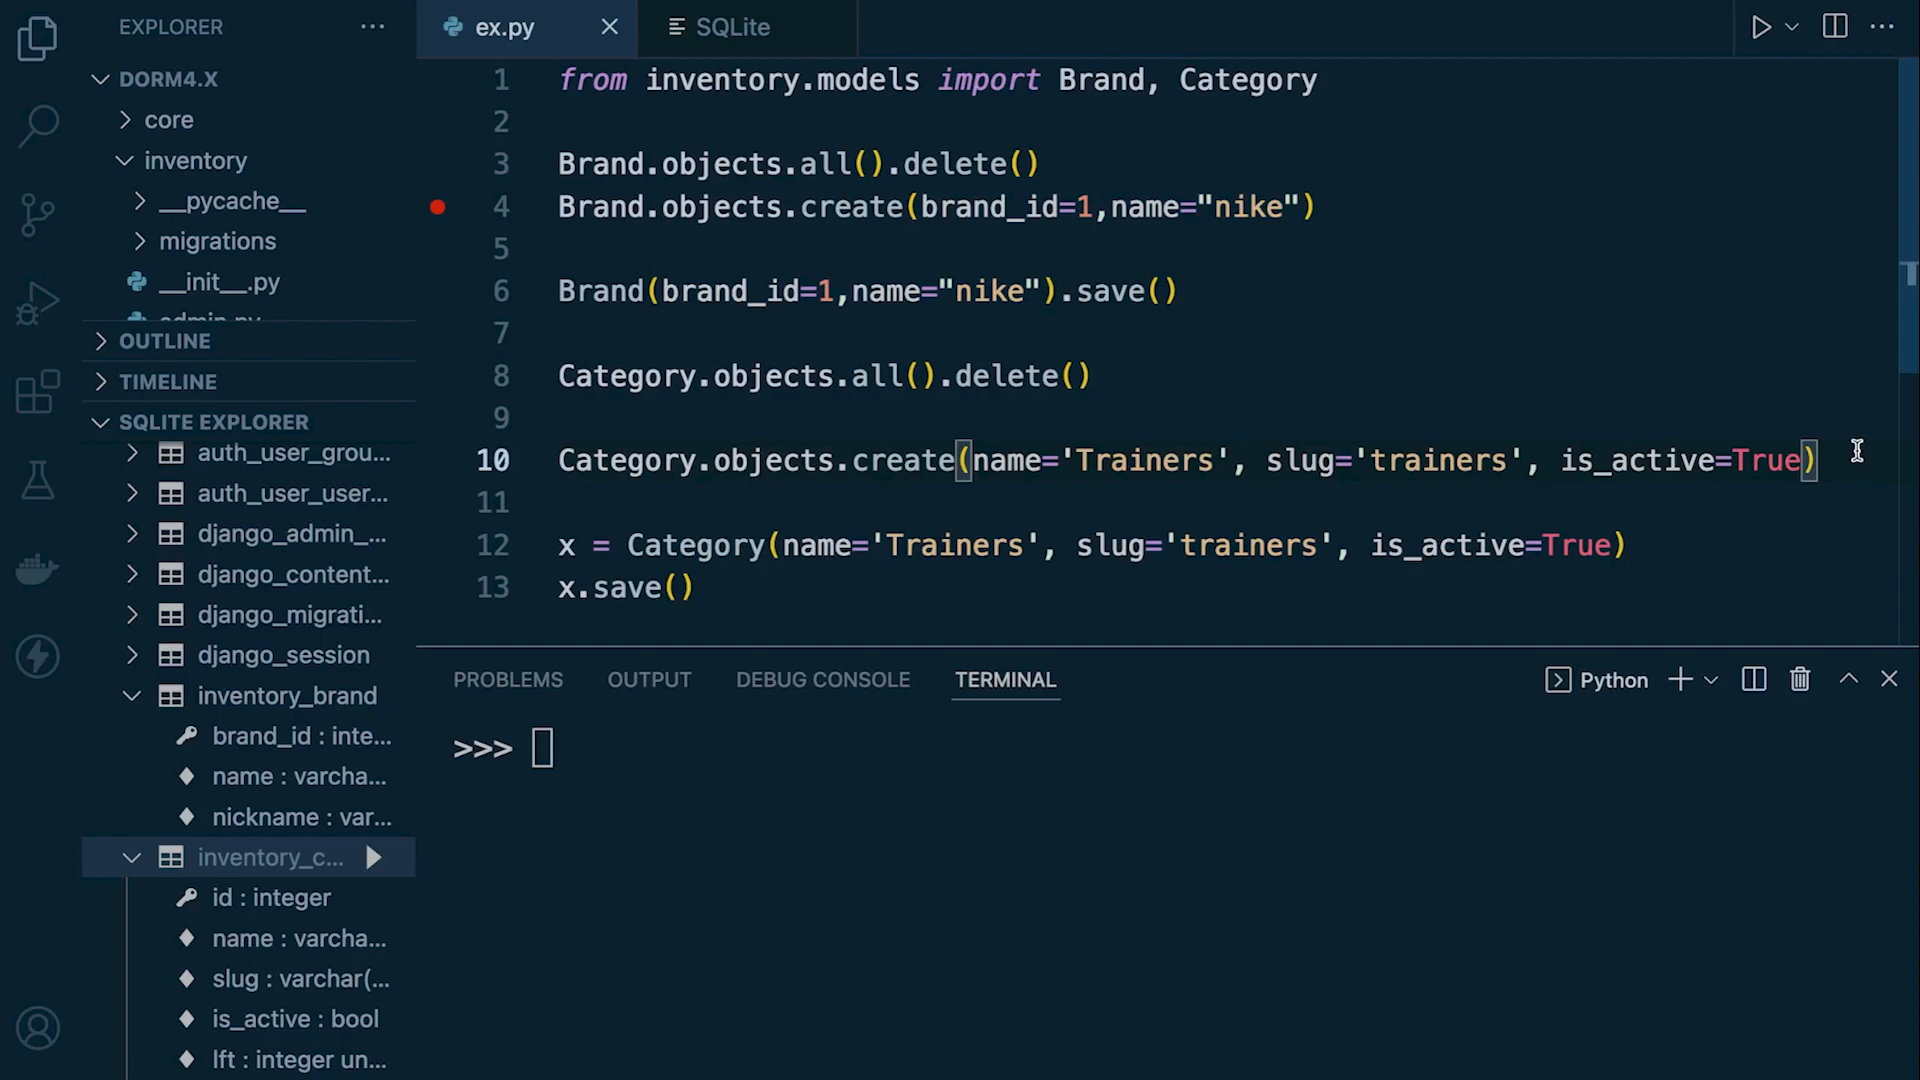 EXPLORER
DORM4.X
core
inventory
__pycache__
migrations
__init__.py
admin.py
OUTLINE
TIMELINE
SQLITE EXPLORER
auth_user_grou...
auth_user_user...
django_admin_...
django_content...
django_migrati...
django_session
inventory_brand
brand_id : inte...
name : varcha...
nickname : var...
inventory_c...
id : integer
name : varcha...
slug : varchar(...
is_active : bool
lft : integer un...
ex.py
SQLite
1 from inventory.models import Brand, Category
2
3 Brand.objects.all().delete()
4 Brand.objects.create(brand_id=1,name="nike")
5
6 Brand(brand_id=1,name="nike").save()
7
8 Category.objects.all().delete()
9
10 Category.objects.create(name='Trainers', slug='trainers', is_active=True)
11
12 x = Category(name='Trainers', slug='trainers', is_active=True)
13 x.save()
PROBLEMS OUTPUT DEBUG CONSOLE TERMINAL
Python
>>>